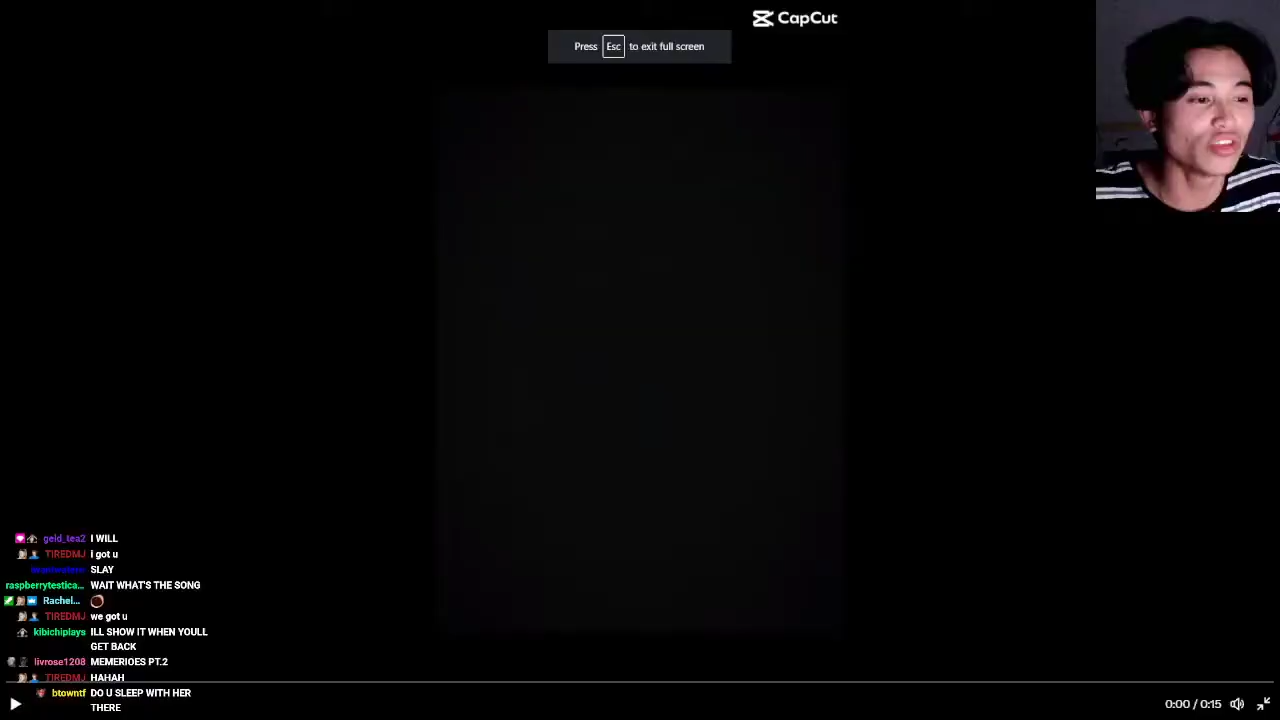 CapCut
Press Esc to exit full screen
geld_tea2 I WILL
TIREDMJ i got u
SLAY
raspberrytestica... WAIT WHAT'S THE SONG
Rachel...
TIREDMJ we got u
kibichiplays ILL SHOW IT WHEN YOULL
GET BACK
livrose1208 MEMERIOES PT.2
TIREDMJ HAHAH
btowntf DO U SLEEP WITH HER
THERE
0:00 / 0:15